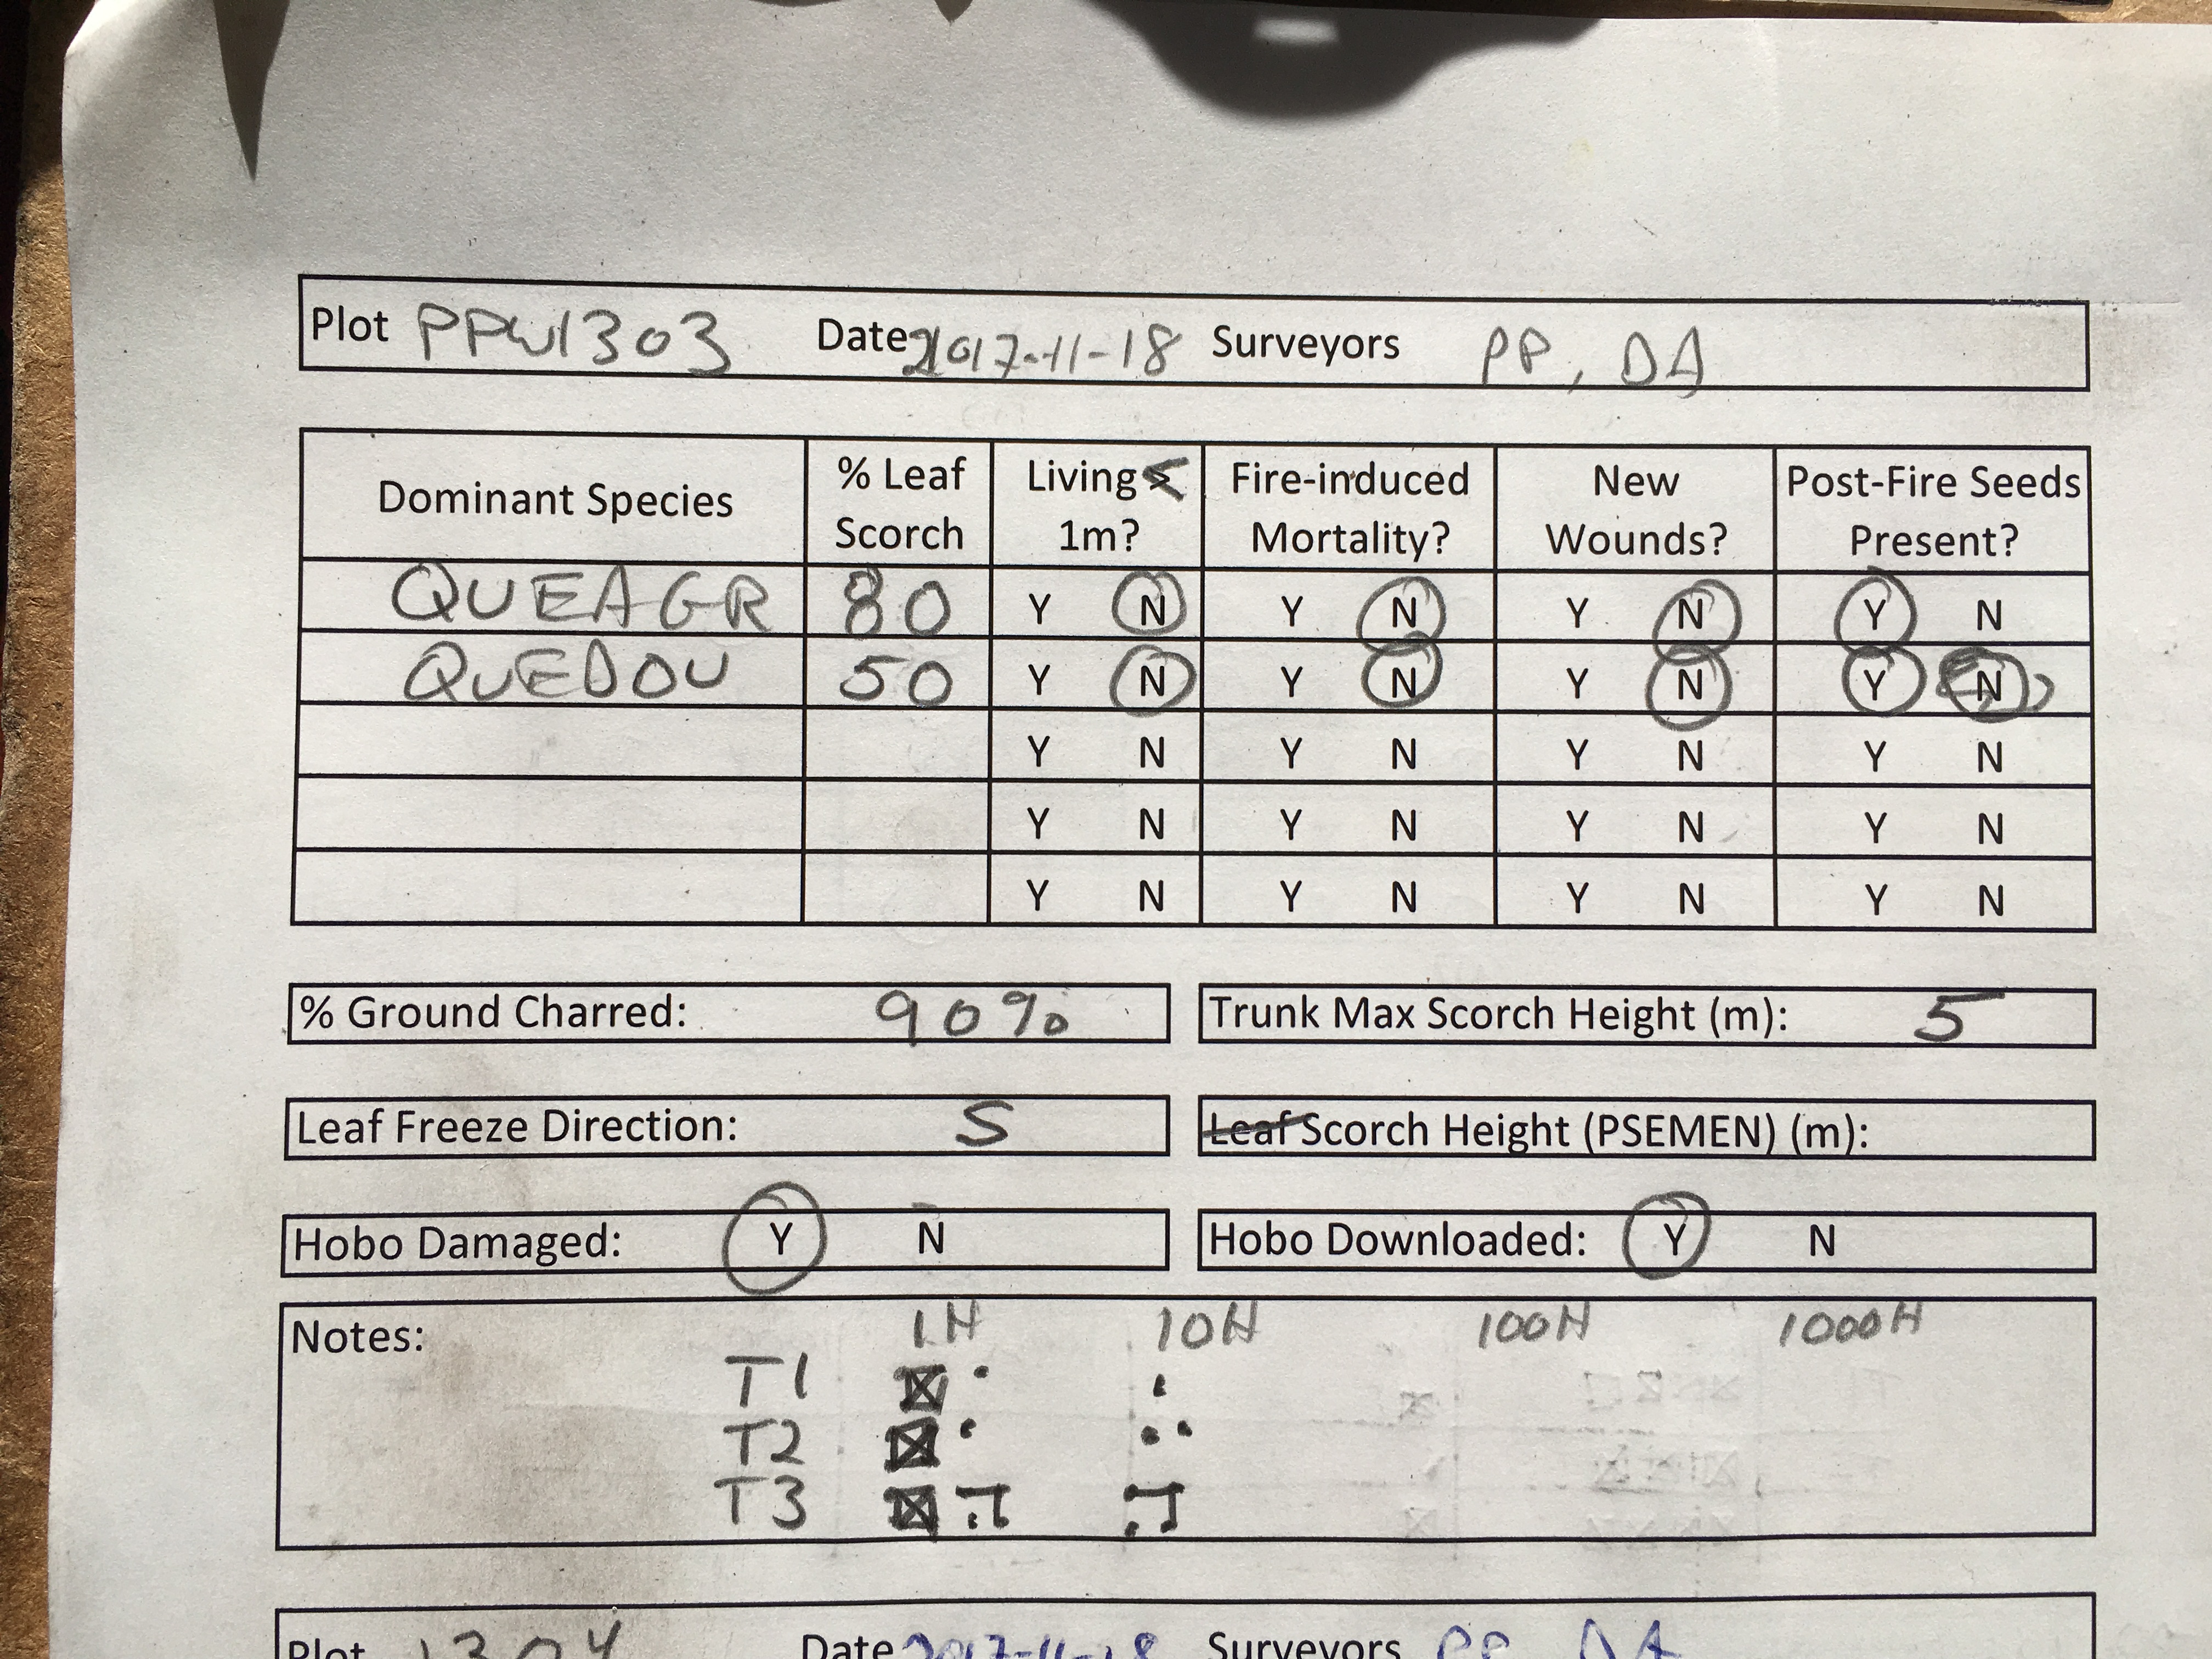 Plot PPW1303 Date 2017-11-18 Surveyors PP, DA
Dominant Species % Leaf Scorch Living < 1m? Fire-induced Mortality? New Wounds? Post-Fire Seeds Present?
QUEAGR 80 Y N Y N Y N Y N
QUEDOU 50 Y N Y N Y N Y N
Y N Y N Y N Y N
Y N Y N Y N Y N
Y N Y N Y N Y N
% Ground Charred: 90% Trunk Max Scorch Height (m): 5
Leaf Freeze Direction: S Leaf Scorch Height (PSEMEN) (m):
Hobo Damaged: Y N Hobo Downloaded: Y N
Notes: 1H 10H 100H 1000H
T1
T2
T3
Plot 1304 Date 2017-11-18 Surveyors PP DA